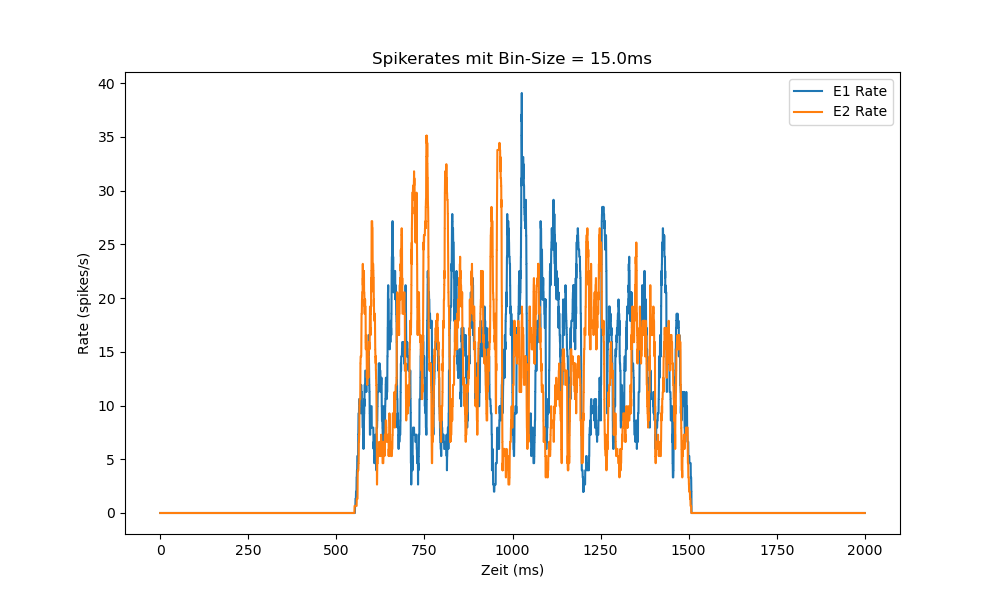 Spikerates mit Bin-Size = 15.0ms
E1 Rate
E2 Rate
Rate (spikes/s)
40
35
30
25
20
15
10
5
0
0 250 500 750 1000 1250 1500 1750 2000
Zeit (ms)